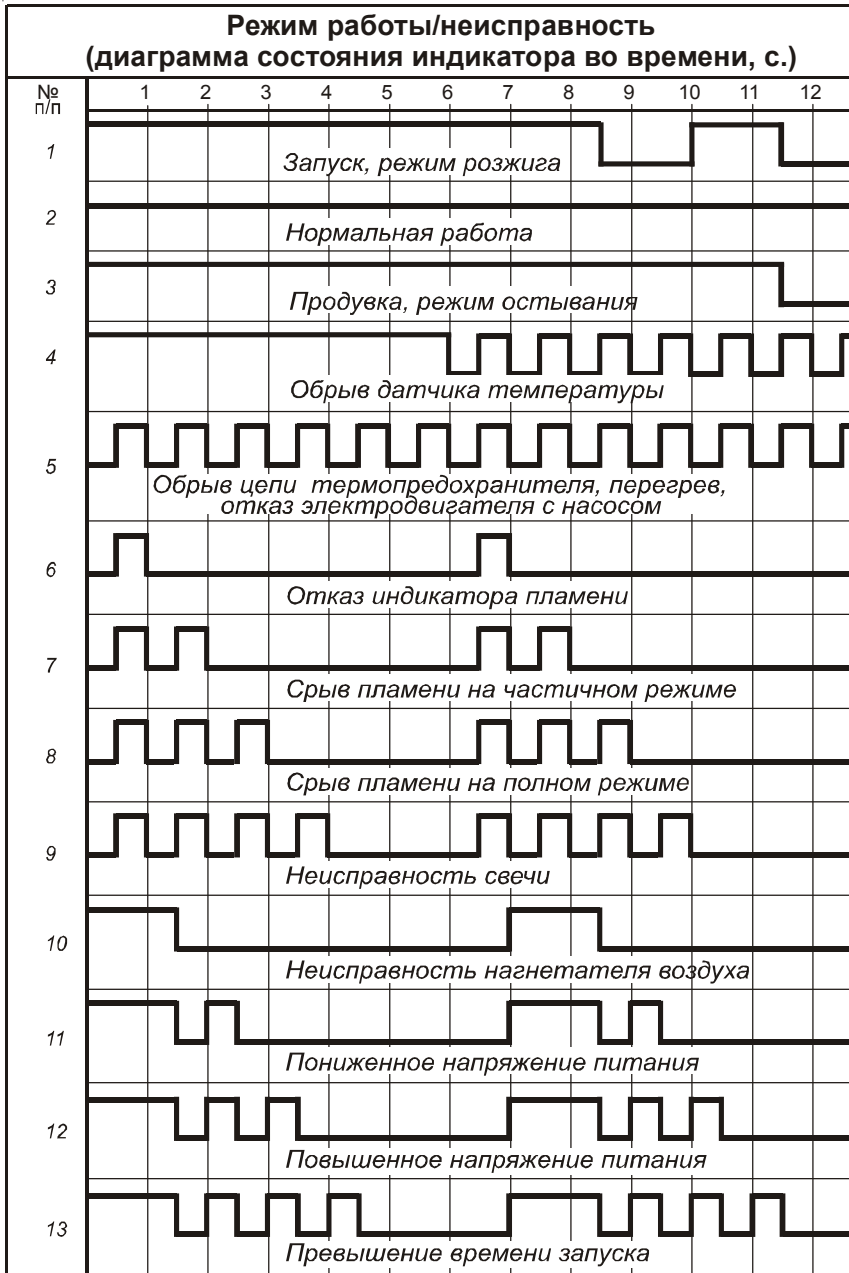 Режим работы/неисправность
(диаграмма состояния индикатора во времени, с.)
№ 1 2 3 4 5 6 7 8 9 10 11 12
п/п
1
Запуск, режим розжига
2
Нормальная работа
3
Продувка, режим остывания
4
Обрыв датчика температуры
5
Обрыв цепи термопредохранителя, перегрев,
отказ электродвигателя с насосом
6
Отказ индикатора пламени
7
Срыв пламени на частичном режиме
8
Срыв пламени на полном режиме
9
Неисправность свечи
10
Неисправность нагнетателя воздуха
11
Пониженное напряжение питания
12
Повышенное напряжение питания
13
Превышение времени запуска